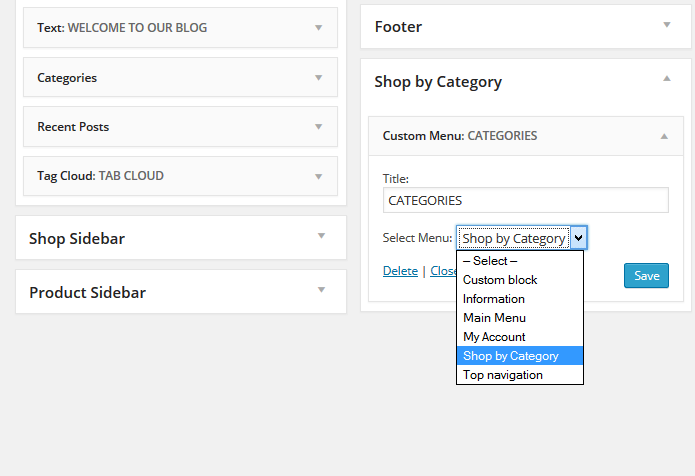 Text: WELCOME TO OUR BLOG
Categories
Recent Posts
Tag Cloud: TAB CLOUD
Shop Sidebar
Product Sidebar
Footer
Shop by Category
Custom Menu: CATEGORIES
Title:
CATEGORIES
Select Menu: Shop by Category
-- Select --
Custom block
Information
Main Menu
My Account
Shop by Category
Top navigation
Delete | Close
Save